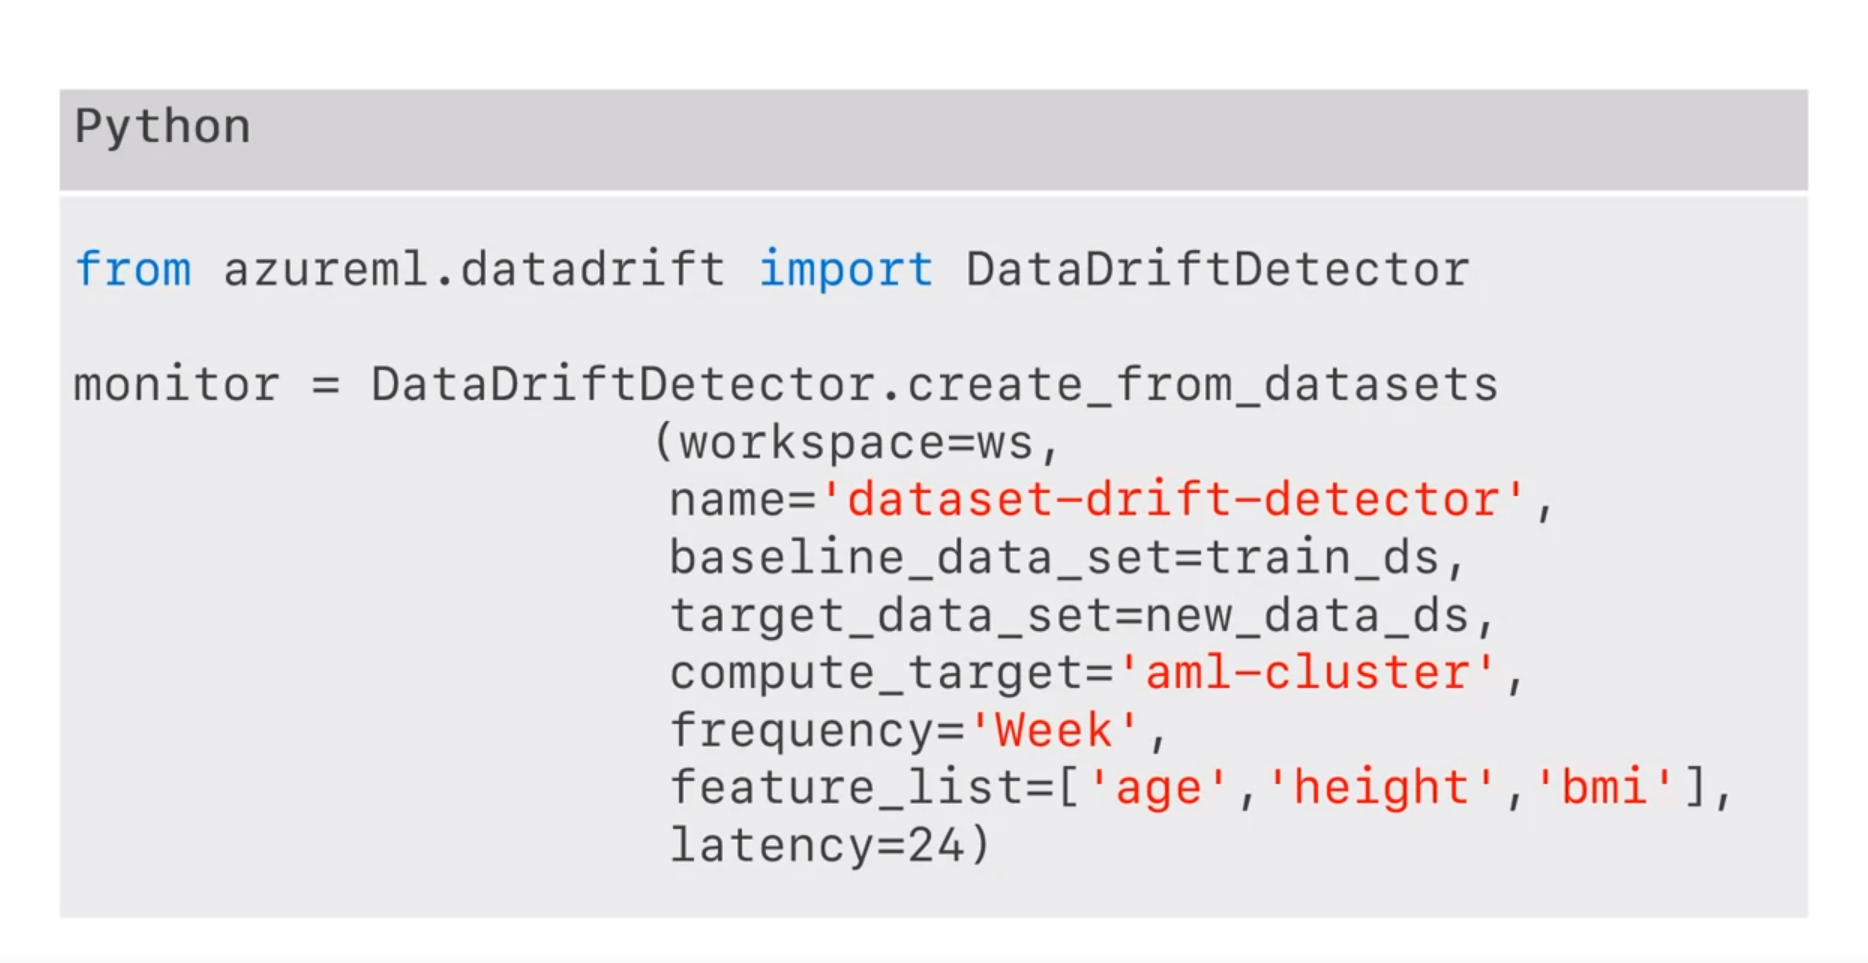 Python
from azureml.datadrift import DataDriftDetector
monitor = DataDriftDetector.create_from_datasets
(workspace=ws,
name='dataset-drift-detector',
baseline_data_set=train_ds,
target_data_set=new_data_ds,
compute_target='aml-cluster',
frequency='Week',
feature_list=['age','height','bmi'],
latency=24)